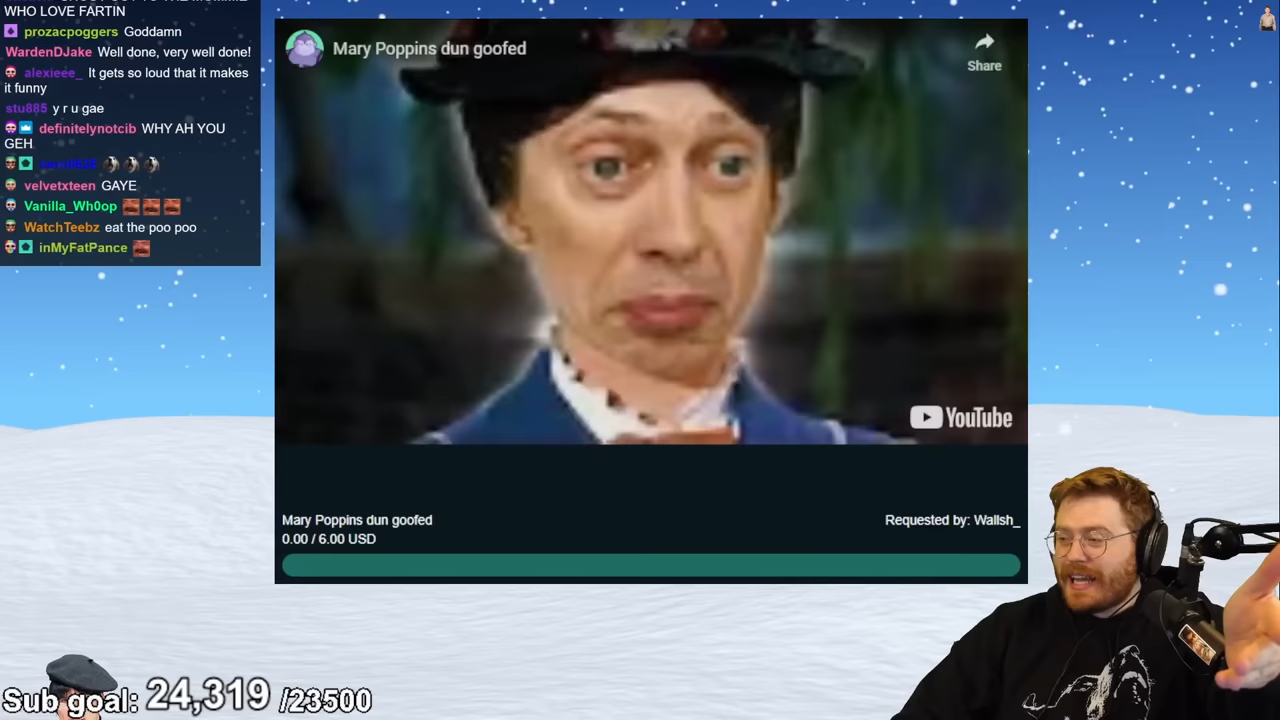 WHO LOVE FARTIN
prozacpoggers Goddamn
WardenDJake Well done, very well done!
alexieee_ It gets so loud that it makes
it funny
stu885 y r u gae
definitelynotcib WHY AH YOU
GEH
velvetxteen GAYE
Vanilla_Wh0op
WatchTeebz eat the poo poo
inMyFatPance
Mary Poppins dun goofed
Share
YouTube
Mary Poppins dun goofed
Requested by: Wallsh_
0.00 / 6.00 USD
Sub goal: 24,319 /23500